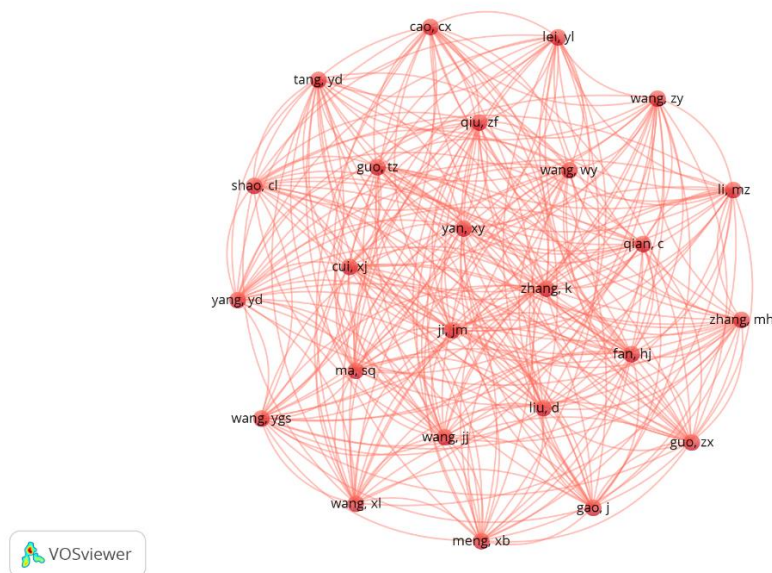 cao, cx
lei, yl
tang, yd
wang, zy
qiu, zf
guo, tz
wang, wy
shao, cl
li, mz
yan, xy
qian, c
cui, xj
zhang, k
yang, yd
zhang, mh
ji, jm
fan, hj
ma, sq
liu, d
wang, ygs
wang, jj
guo, zx
wang, xl
gao, j
meng, xb
VOSviewer